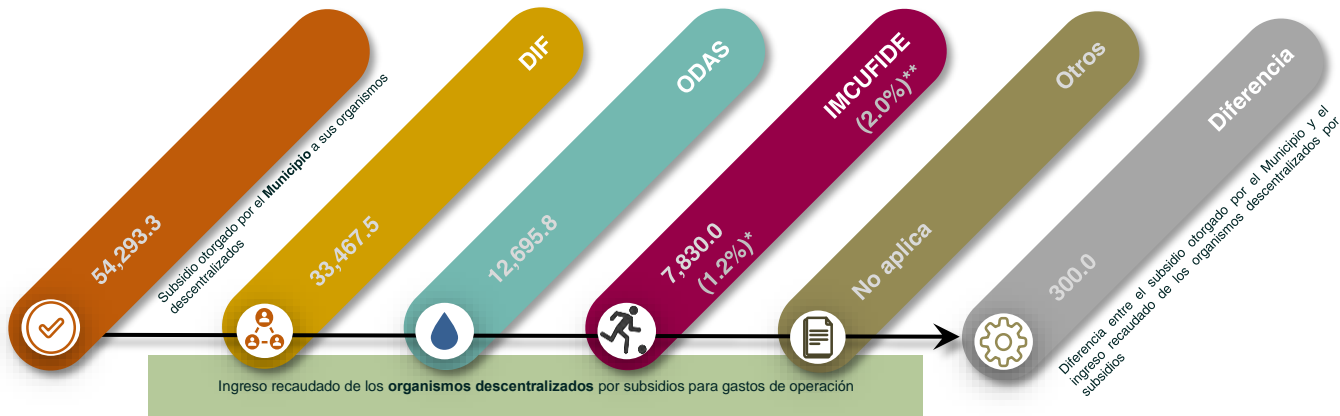 54,293.3
Subsidio otorgado por el Municipio a sus organismos
descentralizados
DIF
33,467.5
ODAS
12,695.8
IMCUFIDE
(2.0%)**
7,830.0
(1.2%)*
Otros
No aplica
Diferencia
300.0
Diferencia entre el subsidio otorgado por el Municipio y el
ingreso recaudado de los organismos descentralizados por
subsidios
Ingreso recaudado de los organismos descentralizados por subsidios para gastos de operación